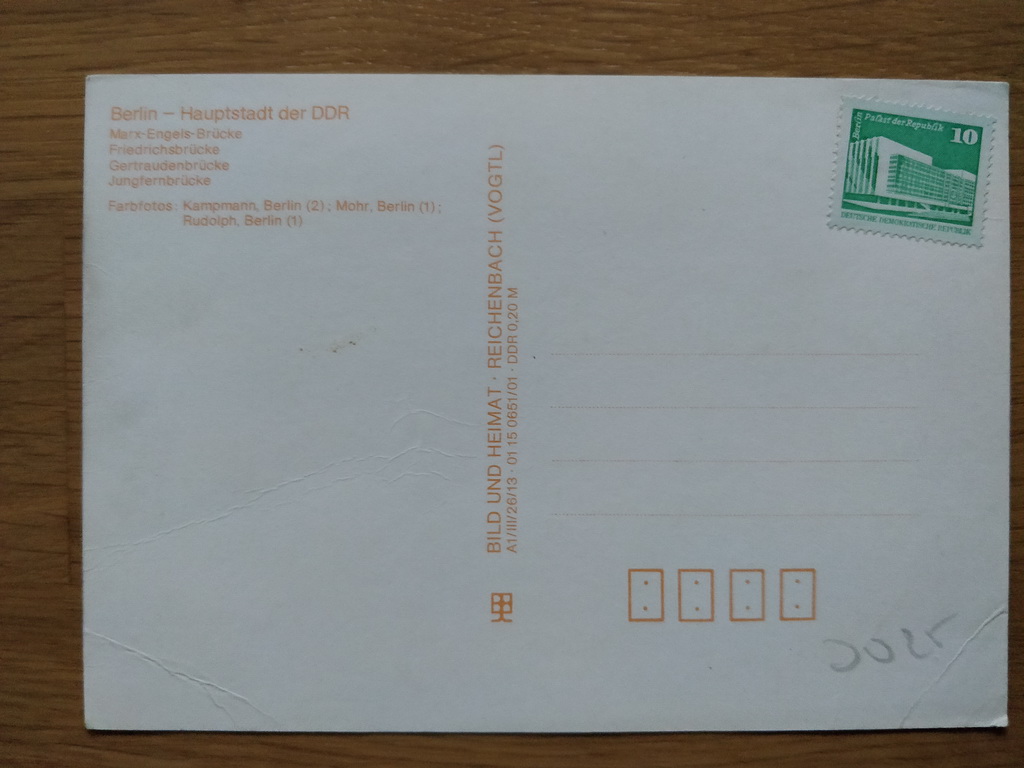 Berlin — Hauptstadt der DDR
Marx-Engels-Brücke
Friedrichsbrücke
Gertraudenbrücke
Jungfernbrücke
Farbfotos: Kampmann, Berlin (2); Mohr, Berlin (1);
Rudolph, Berlin (1)
BILD UND HEIMAT · REICHENBACH (VOGTL)
A1/III/26/13 · 01 15 0651/01 · DDR 0,20 M
Berlin
Palast der Republik
10
DEUTSCHE DEMOKRATISCHE REPUBLIK